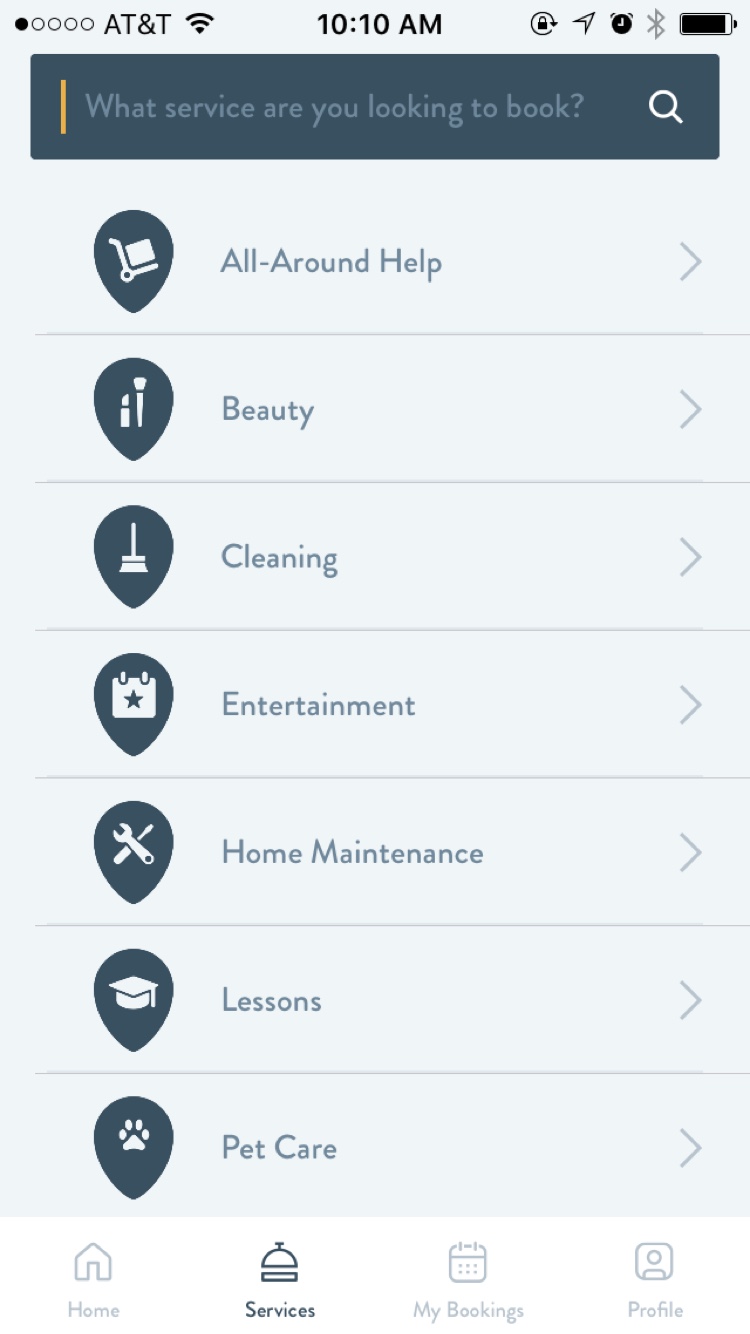 AT&T 10:10 AM
What service are you looking to book?
All-Around Help
Beauty
Cleaning
Entertainment
Home Maintenance
Lessons
Pet Care
Home Services My Bookings Profile